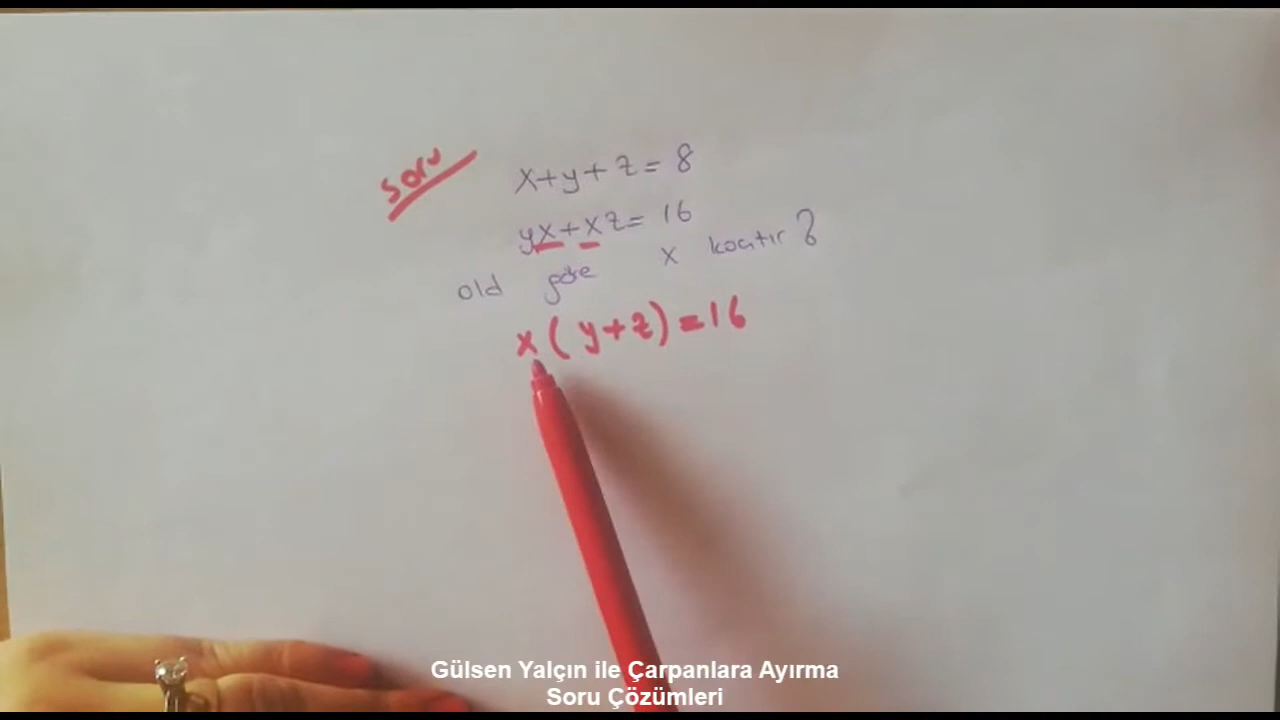 Soru
x+y+z=8
yx+xz=16
old göre x kaçtır?
x(y+z)=16
Gülsen Yalçın ile Çarpanlara Ayırma
Soru Çözümleri